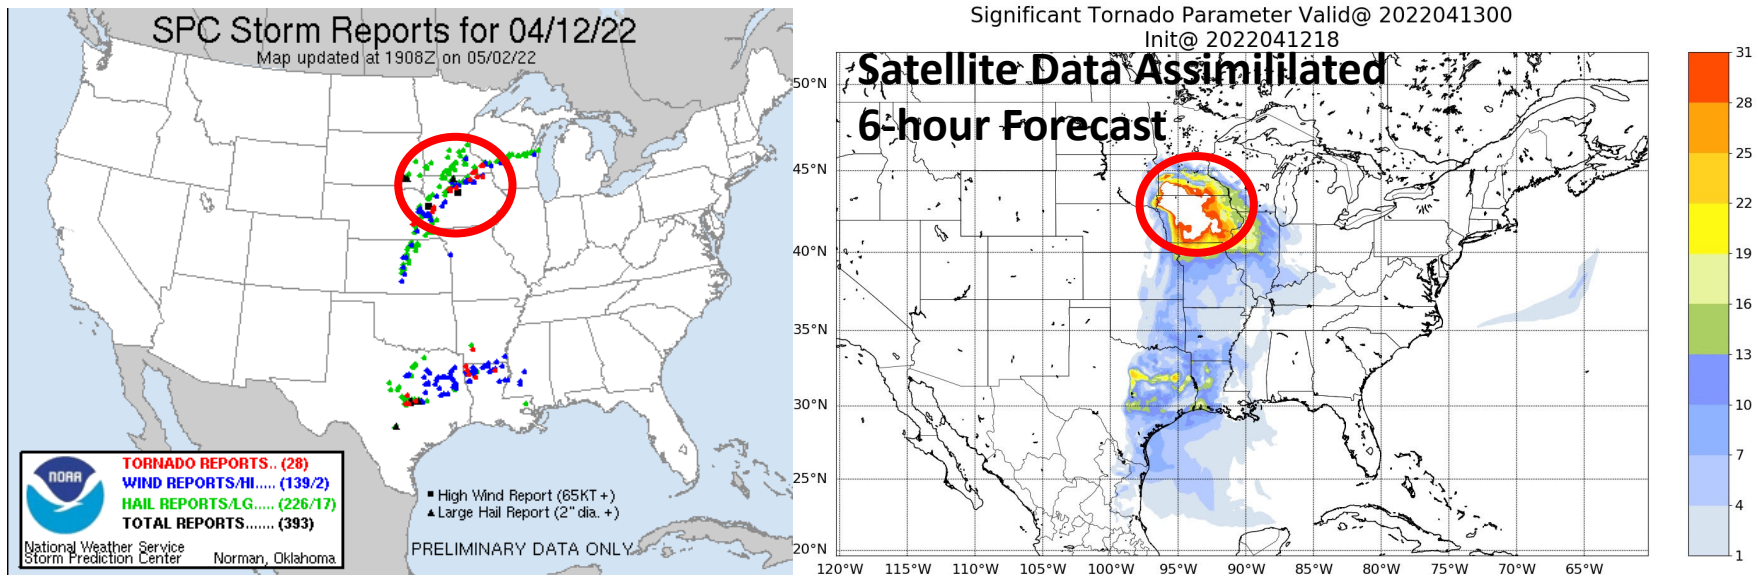 SPC Storm Reports for 04/12/22
Map updated at 1908Z on 05/02/22
NOAA
TORNADO REPORTS.. (28)
WIND REPORTS/HI..... (139/2)
HAIL REPORTS/LG..... (226/17)
TOTAL REPORTS....... (393)
National Weather Service
Storm Prediction Center Norman, Oklahoma
■ High Wind Report (65KT +)
▲ Large Hail Report (2" dia. +)
PRELIMINARY DATA ONLY
Significant Tornado Parameter Valid@ 2022041300
Init@ 2022041218
Satellite Data Assimililated
6-hour Forecast
50°N
45°N
40°N
35°N
30°N
25°N
20°N
120°W 115°W 110°W 105°W 100°W 95°W 90°W 85°W 80°W 75°W 70°W 65°W
31
28
25
22
19
16
13
10
7
4
1